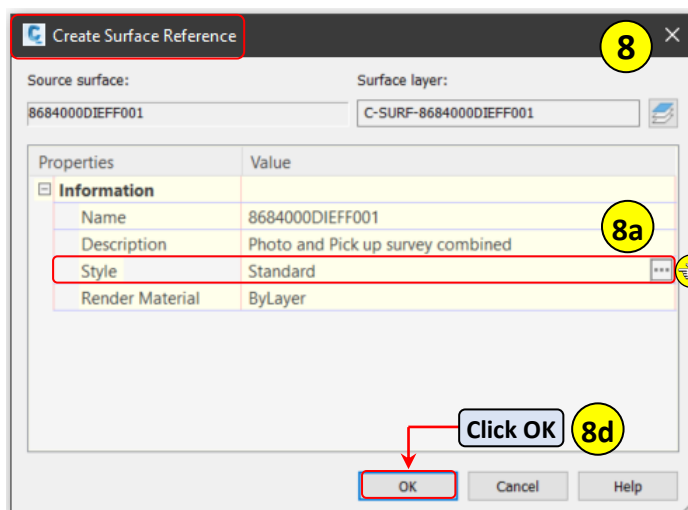 Create Surface Reference
8
Source surface:
Surface layer:
8684000DIEFF001
C-SURF-8684000DIEFF001
Properties
Value
Information
Name
8684000DIEFF001
8a
Description
Photo and Pick up survey combined
Style
Standard
...
Render Material
ByLayer
Click OK
8d
OK
Cancel
Help